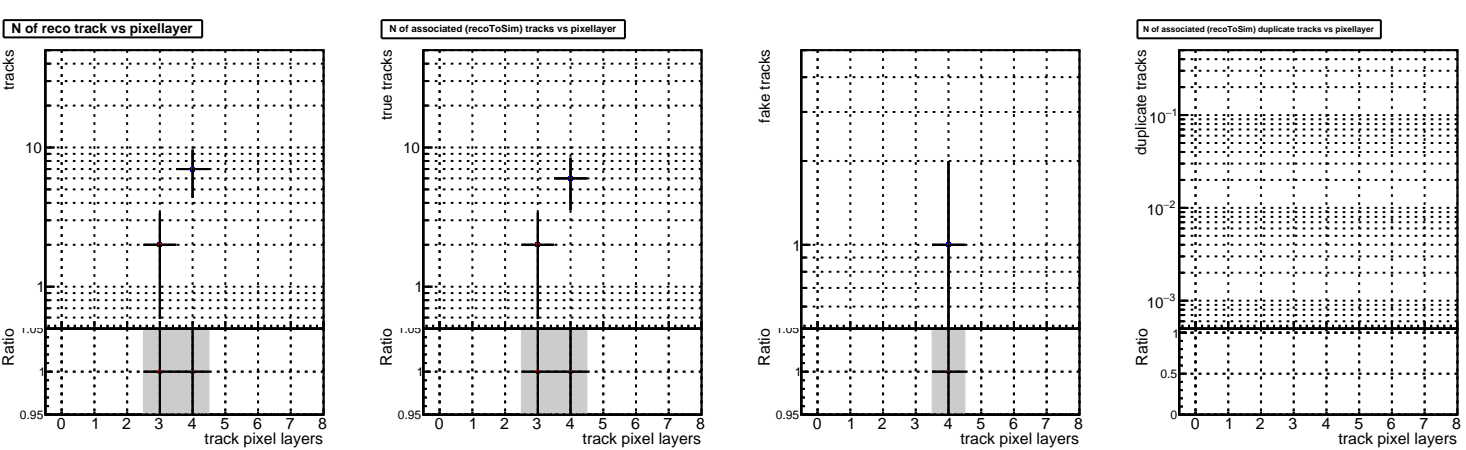 N of reco track vs pixellayer
tracks
10
1
Ratio
1.05
1
0.95
0 1 2 3 4 5 6 7 8
track pixel layers
N of associated (recoToSim) tracks vs pixellayer
true tracks
10
1
Ratio
1.05
1
0.95
0 1 2 3 4 5 6 7 8
track pixel layers
fake tracks
1
Ratio
1.05
1
0.95
0 1 2 3 4 5 6 7 8
track pixel layers
N of associated (recoToSim) duplicate tracks vs pixellayer
duplicate tracks
10⁻¹
10⁻²
10⁻³
Ratio
1
0.5
0
0 1 2 3 4 5 6 7 8
track pixel layers